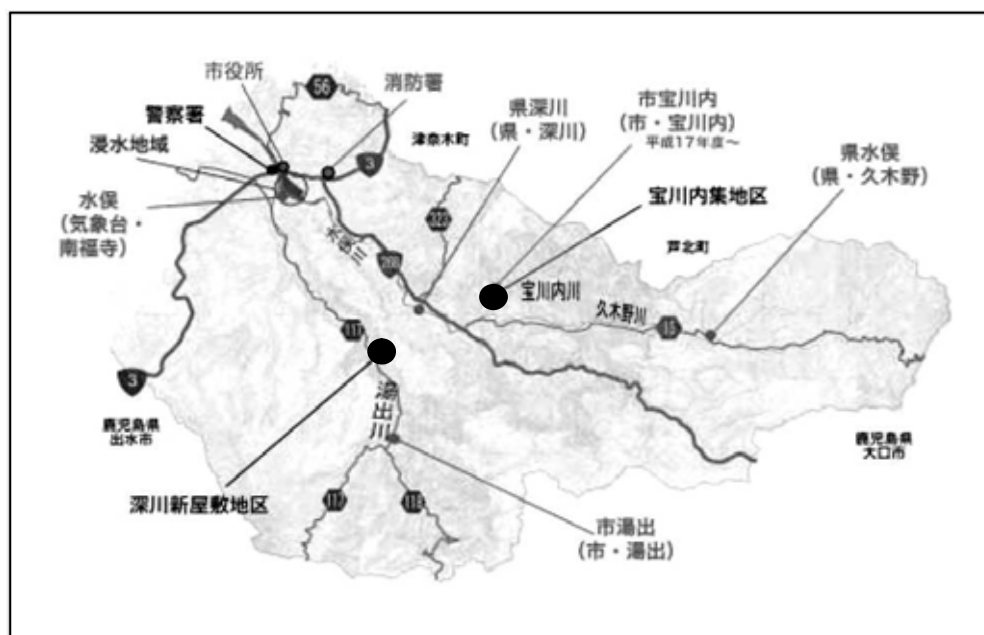 市役所
56
消防署
警察署
浸水地域
3
津奈木町
県深川
(県・深川)
市宝川内
(市・宝川内)
平成17年度~
県水俣
(県・久木野)
宝川内集地区
水俣
(気象台・
南福寺)
水俣川
323
芦北町
268
宝川内川
久木野川
15
111
3
鹿児島県
出水市
湯出川
鹿児島県
大口市
深川新屋敷地区
117
市湯出
(市・湯出)